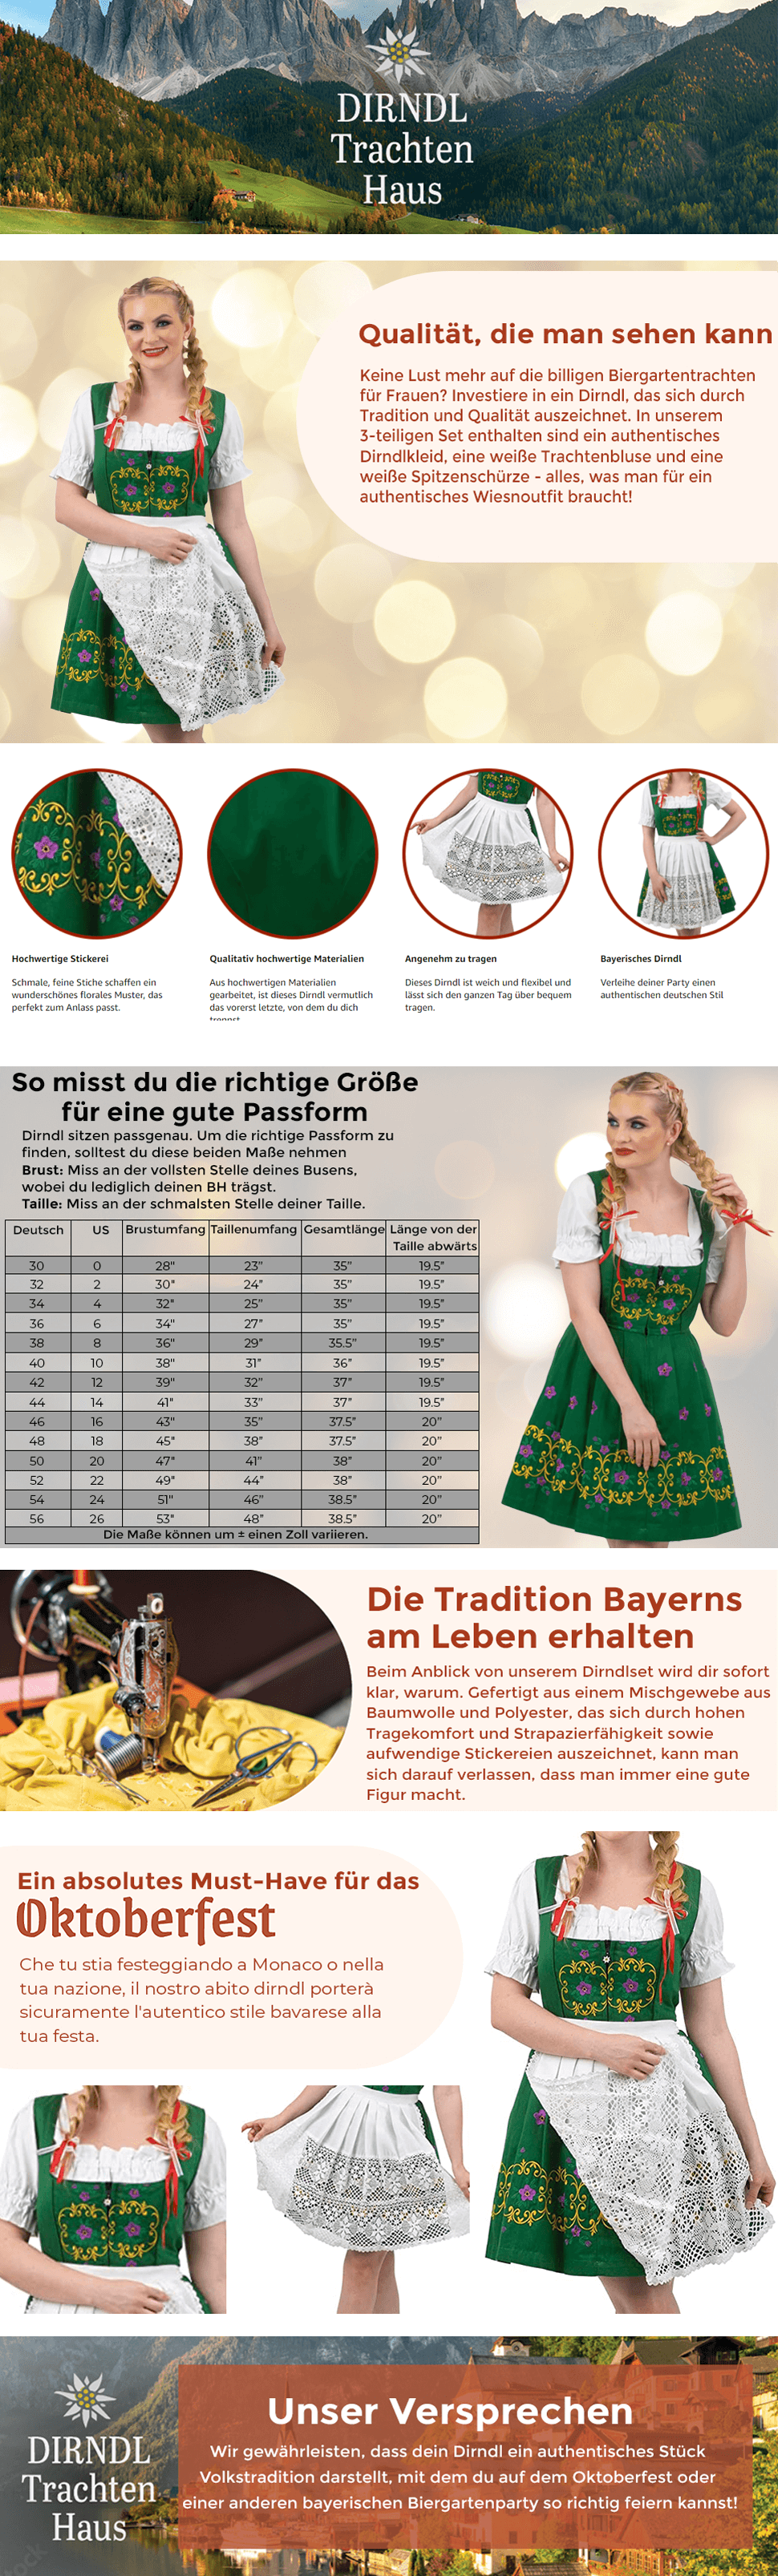 DIRNDL
Trachten
Haus
Qualität, die man sehen kann
Keine Lust mehr auf die billigen Biergartentrachten
für Frauen? Investiere in ein Dirndl, das sich durch
Tradition und Qualität auszeichnet. In unserem
3-teiligen Set enthalten sind ein authentisches
Dirndlkleid, eine weiße Trachtenbluse und eine
weiße Spitzenschürze - alles, was man für ein
authentisches Wiesnoutfit braucht!
Hochwertige Stickerei
Schmale, feine Stiche schaffen ein
wunderschönes florales Muster, das
perfekt zum Anlass passt.
Qualitativ hochwertige Materialien
Aus hochwertigen Materialien
gearbeitet, ist dieses Dirndl vermutlich
das vorerst letzte, von dem du dich
trennst
Angenehm zu tragen
Dieses Dirndl ist weich und flexibel und
lässt sich den ganzen Tag über bequem
tragen.
Bayerisches Dirndl
Verleihe deiner Party einen
authentischen deutschen Stil
So misst du die richtige Größe
für eine gute Passform
Dirndl sitzen passgenau. Um die richtige Passform zu
finden, solltest du diese beiden Maße nehmen
Brust: Miss an der vollsten Stelle deines Busens,
wobei du lediglich deinen BH trägst.
Taille: Miss an der schmalsten Stelle deiner Taille.
Deutsch US Brustumfang Taillenumfang Gesamtlänge Länge von der
Taille abwärts
30 0 28" 23" 35" 19.5"
32 2 30" 24" 35" 19.5"
34 4 32" 25" 35" 19.5"
36 6 34" 27" 35" 19.5"
38 8 36" 29" 35.5" 19.5"
40 10 38" 31" 36" 19.5"
42 12 39" 32" 37" 19.5"
44 14 41" 33" 37" 19.5"
46 16 43" 35" 37.5" 20"
48 18 45" 38" 37.5" 20"
50 20 47" 41" 38" 20"
52 22 49" 44" 38" 20"
54 24 51" 46" 38.5" 20"
56 26 53" 48" 38.5" 20"
Die Maße können um ± einen Zoll variieren.
Die Tradition Bayerns
am Leben erhalten
Beim Anblick von unserem Dirndlset wird dir sofort
klar, warum. Gefertigt aus einem Mischgewebe aus
Baumwolle und Polyester, das sich durch hohen
Tragekomfort und Strapazierfähigkeit sowie
aufwendige Stickereien auszeichnet, kann man
sich darauf verlassen, dass man immer eine gute
Figur macht.
Ein absolutes Must-Have für das
Oktoberfest
Che tu stia festeggiando a Monaco o nella
tua nazione, il nostro abito dirndl porterà
sicuramente l'autentico stile bavarese alla
tua festa.
DIRNDL
Trachten
Haus
Unser Versprechen
Wir gewährleisten, dass dein Dirndl ein authentisches Stück
Volkstradition darstellt, mit dem du auf dem Oktoberfest oder
einer anderen bayerischen Biergartenparty so richtig feiern kannst!